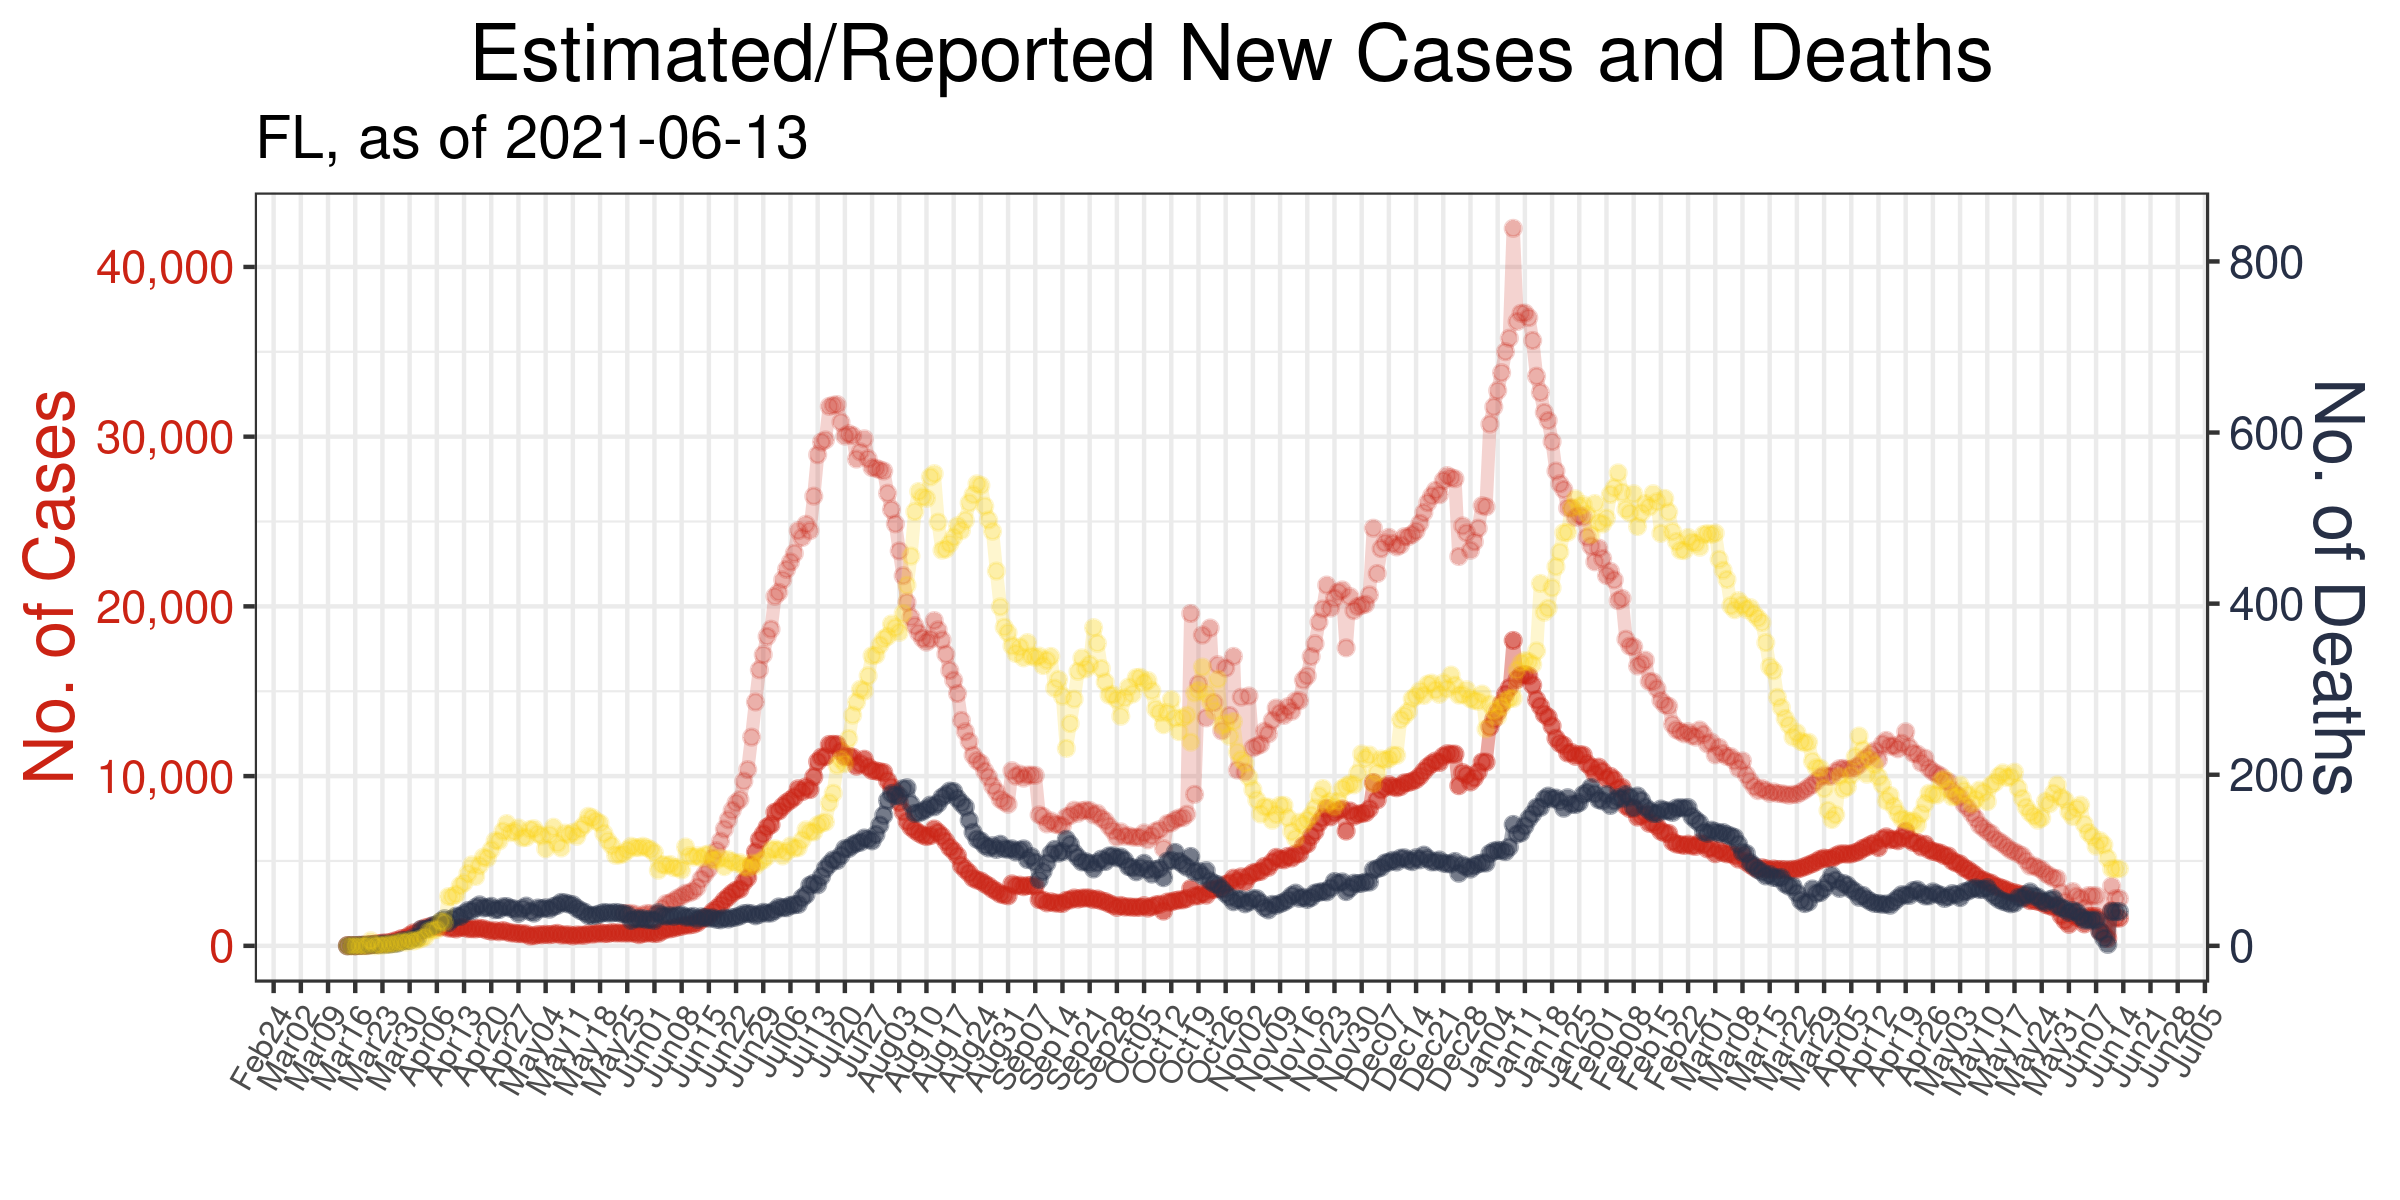 Estimated/Reported New Cases and Deaths
FL, as of 2021-06-13
No. of Cases
40,000
30,000
20,000
10,000
0
800
600
400
200
0
No. of Deaths
Feb24
Mar02
Mar09
Mar16
Mar23
Mar30
Apr06
Apr13
Apr20
Apr27
May04
May11
May18
May25
Jun01
Jun08
Jun15
Jun22
Jun29
Jul06
Jul13
Jul20
Jul27
Aug03
Aug10
Aug17
Aug24
Aug31
Sep07
Sep14
Sep21
Sep28
Oct05
Oct12
Oct19
Oct26
Nov02
Nov09
Nov16
Nov23
Nov30
Dec07
Dec14
Dec21
Dec28
Jan04
Jan11
Jan18
Jan25
Feb01
Feb08
Feb15
Feb22
Mar01
Mar08
Mar15
Mar22
Mar29
Apr05
Apr12
Apr19
Apr26
May03
May10
May17
May24
May31
Jun07
Jun14
Jun21
Jun28
Jul05